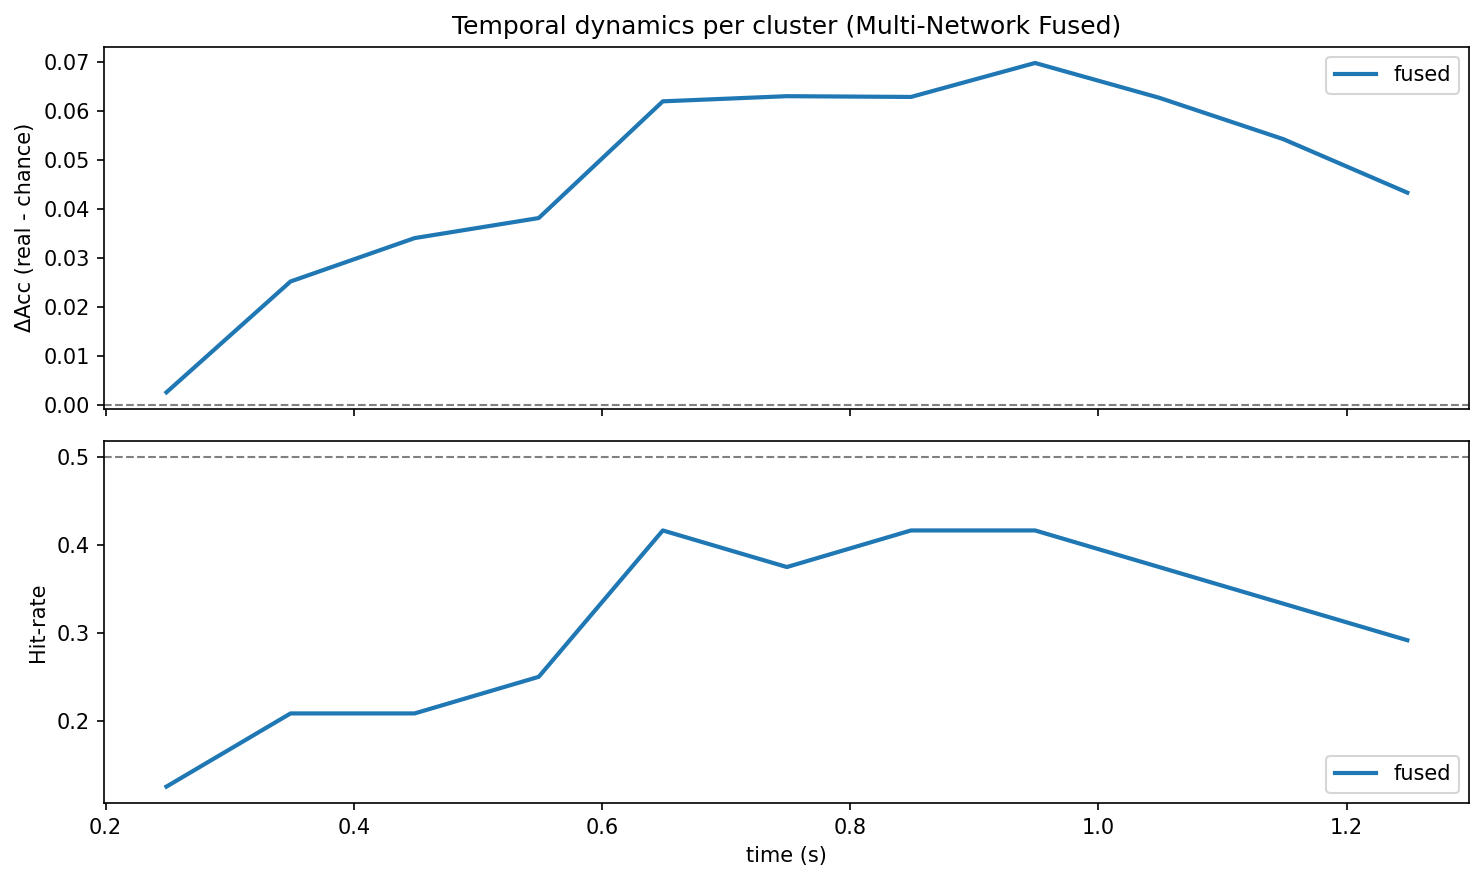 Temporal dynamics per cluster (Multi-Network Fused)
ΔAcc (real - chance)
0.07
0.06
0.05
0.04
0.03
0.02
0.01
0.00
fused
Hit-rate
0.5
0.4
0.3
0.2
fused
0.2 0.4 0.6 0.8 1.0 1.2
time (s)